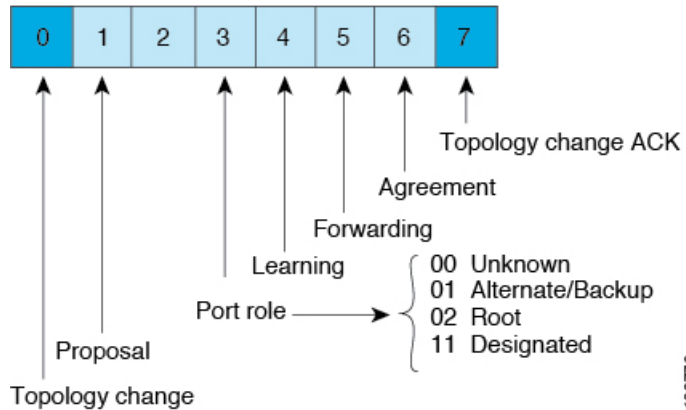 0 1 2 3 4 5 6 7
Topology change ACK
Agreement
Forwarding
Learning
00 Unknown
01 Alternate/Backup
Port role
02 Root
11 Designated
Proposal
Topology change